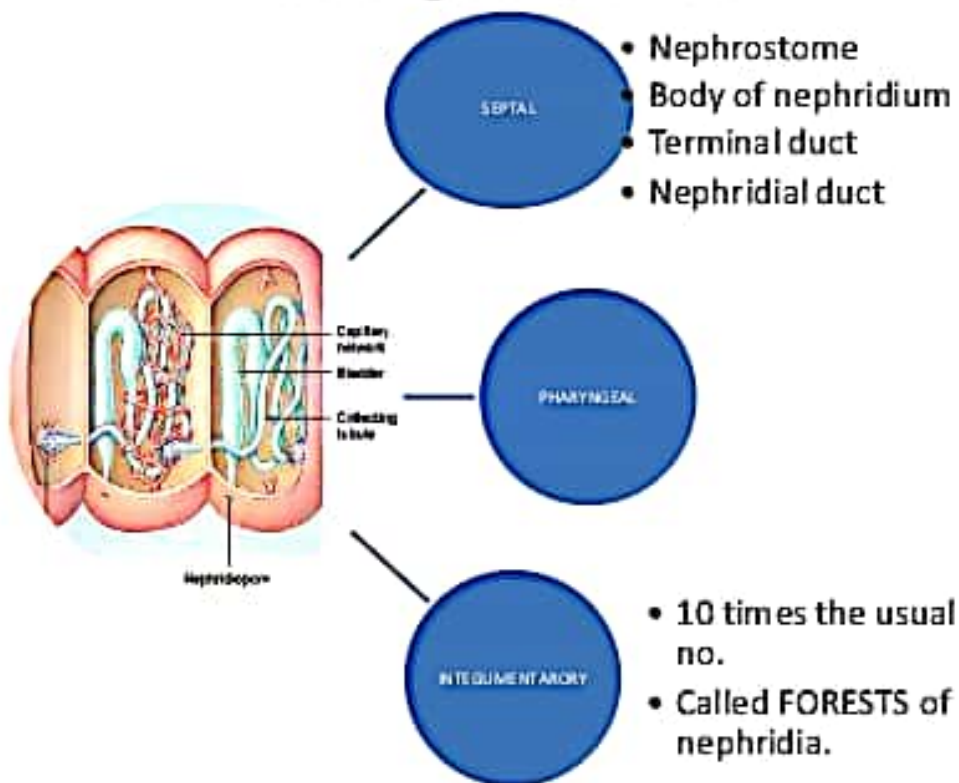 SEPTAL
• Nephrostome
• Body of nephridium
• Terminal duct
• Nephridial duct
Capillary
network
Bladder
Collecting
tubule
Nephridiopore
PHARYNGEAL
INTEGUMENTARORY
• 10 times the usual
no.
• Called FORESTS of
nephridia.